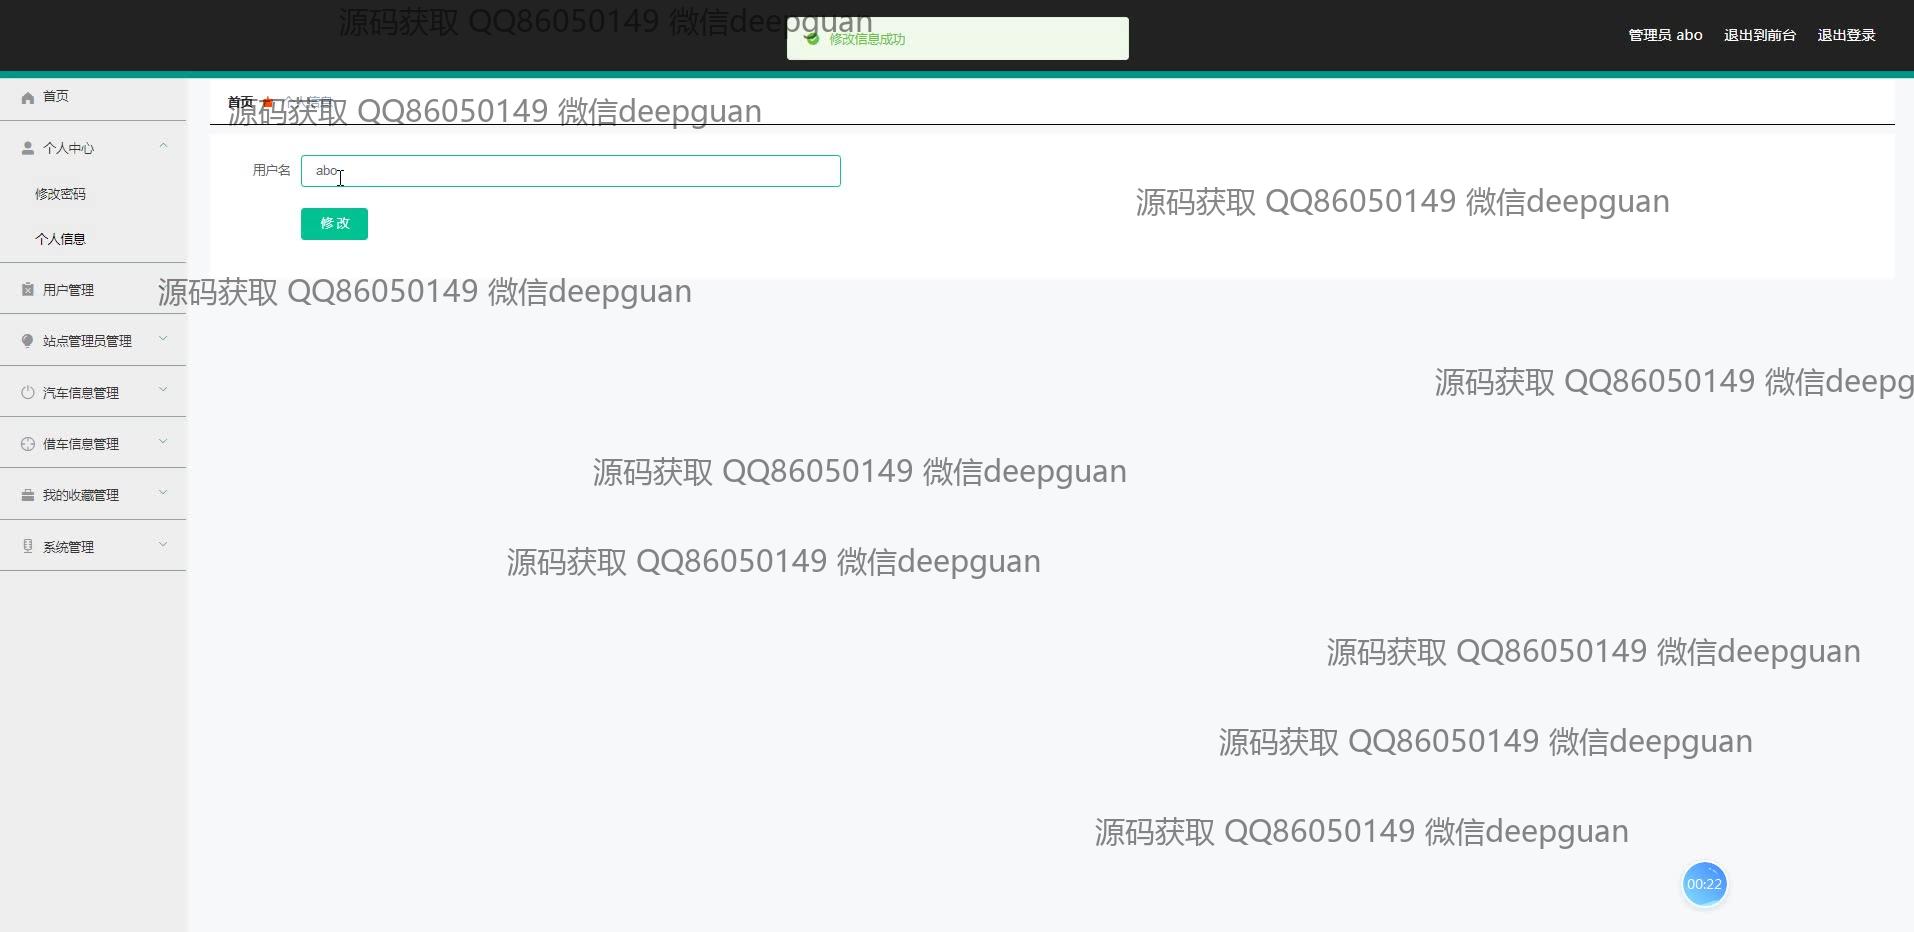 源码获取 QQ86050149 微信deepguan
修改信息成功
管理员 abo 退出到前台 退出登录
首页
首页 个人信息
源码获取 QQ86050149 微信deepguan
个人中心
用户名 abo
修改密码
源码获取 QQ86050149 微信deepguan
修改
个人信息
用户管理
源码获取 QQ86050149 微信deepguan
站点管理员管理
汽车信息管理
源码获取 QQ86050149 微信deepg
借车信息管理
源码获取 QQ86050149 微信deepguan
我的收藏管理
系统管理
源码获取 QQ86050149 微信deepguan
源码获取 QQ86050149 微信deepguan
源码获取 QQ86050149 微信deepguan
源码获取 QQ86050149 微信deepguan
00:22